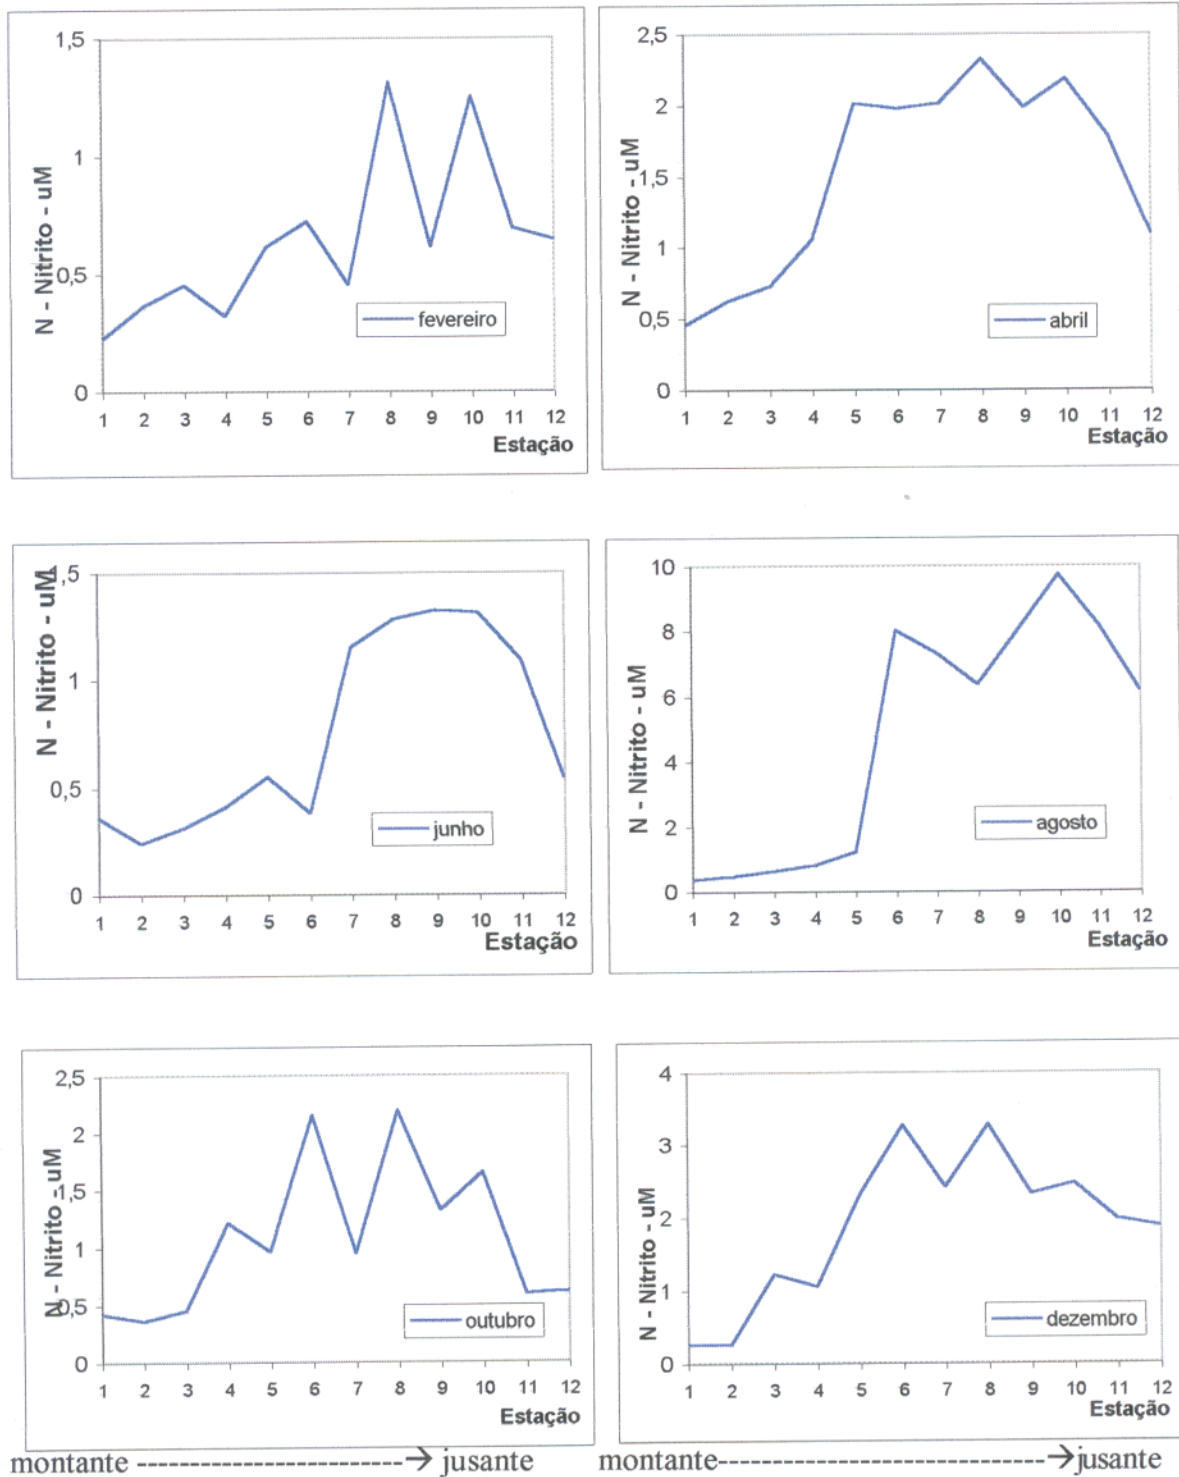 1,5
1
0,5
0
N - Nitrito - uM
fevereiro
1 2 3 4 5 6 7 8 9 10 11 12
Estação
2,5
2
1,5
1
0,5
0
N - Nitrito - uM
abril
1 2 3 4 5 6 7 8 9 10 11 12
Estação
1,5
1
0,5
0
N - Nitrito - uM
junho
1 2 3 4 5 6 7 8 9 10 11 12
Estação
10
8
6
4
2
0
N - Nitrito - uM
agosto
1 2 3 4 5 6 7 8 9 10 11 12
Estação
2,5
2
1,5
1
0,5
0
N - Nitrito - uM
outubro
1 2 3 4 5 6 7 8 9 10 11 12
Estação
4
3
2
1
0
N - Nitrito - uM
dezembro
1 2 3 4 5 6 7 8 9 10 11 12
Estação
montante ------------------------→ jusante
montante-----------------------------→jusante